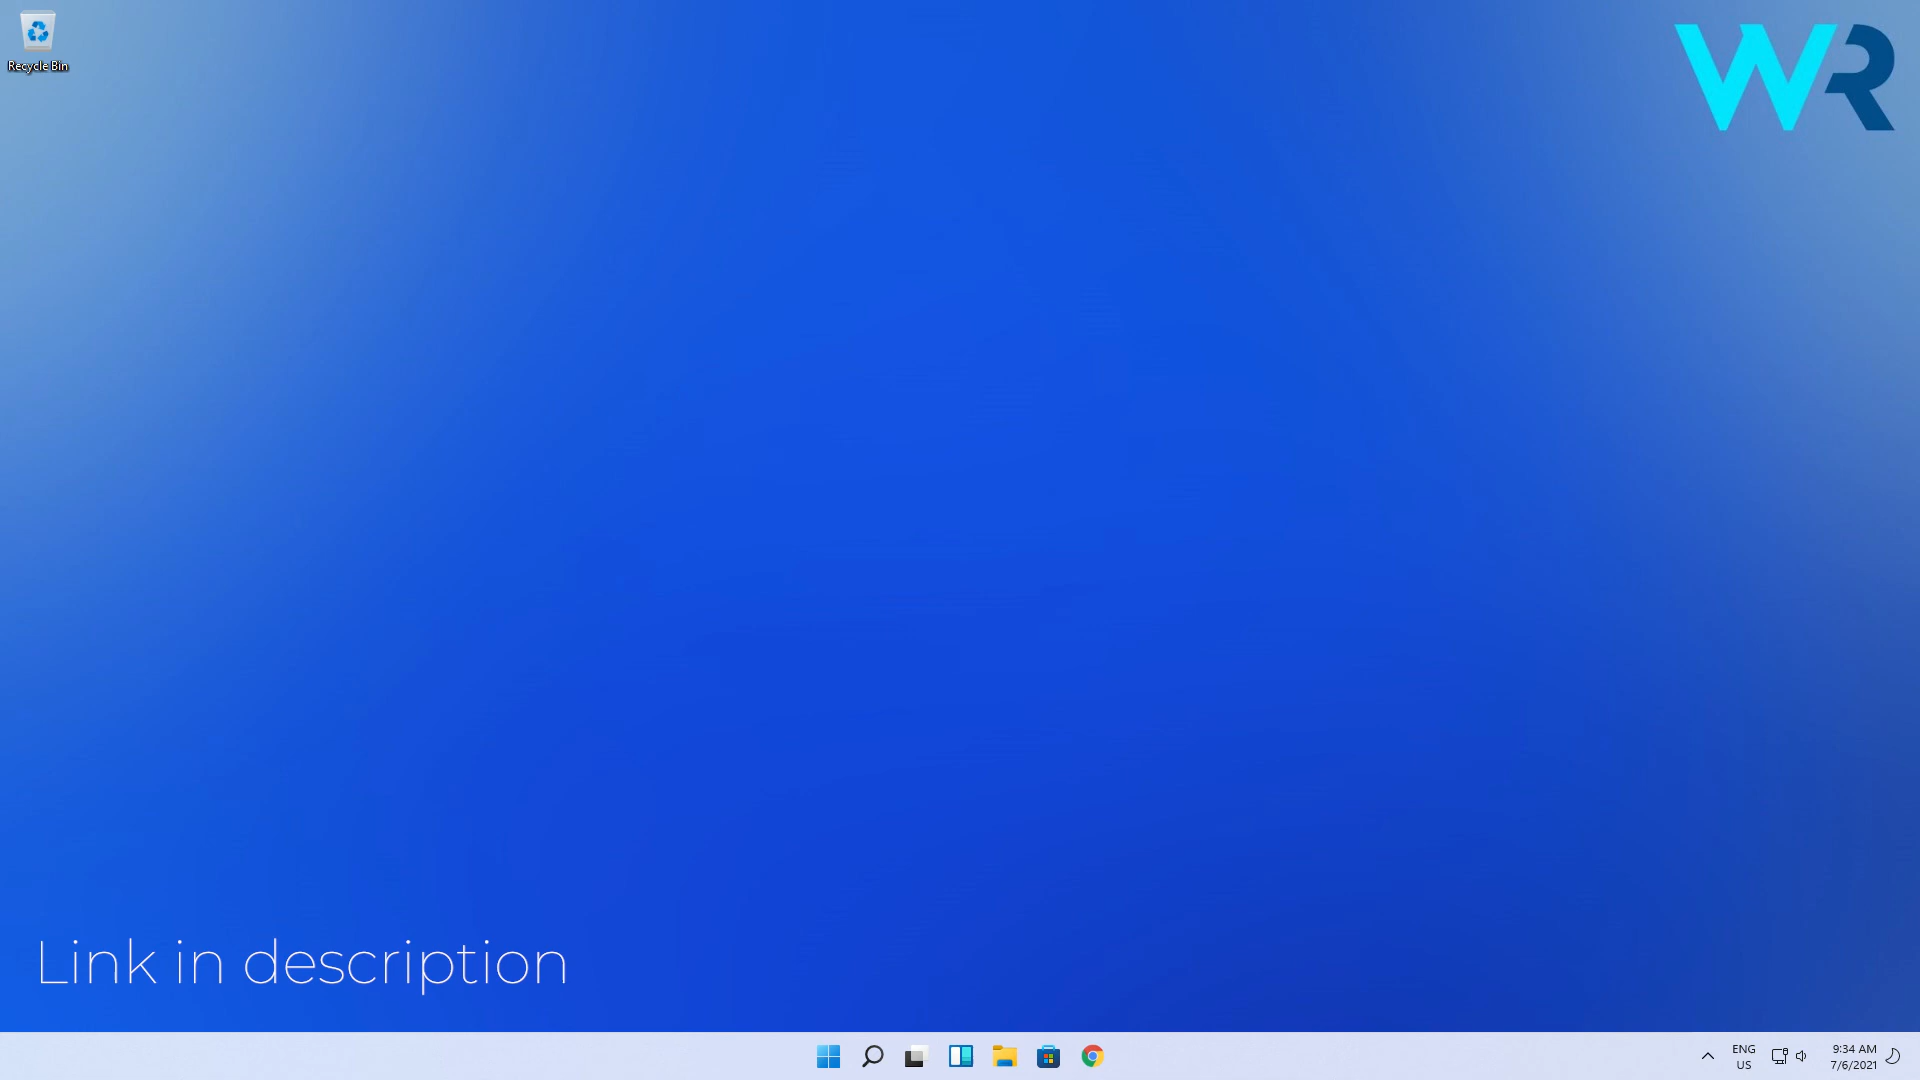 Recycle Bin
WR
Link in description
ENG
US
9:34 AM
7/6/2021